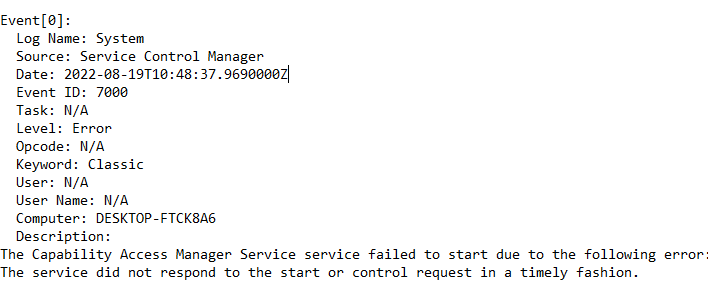 Event[0]:
Log Name: System
Source: Service Control Manager
Date: 2022-08-19T10:48:37.9690000Z
Event ID: 7000
Task: N/A
Level: Error
Opcode: N/A
Keyword: Classic
User: N/A
User Name: N/A
Computer: DESKTOP-FTCK8A6
Description:
The Capability Access Manager Service service failed to start due to the following error:
The service did not respond to the start or control request in a timely fashion.